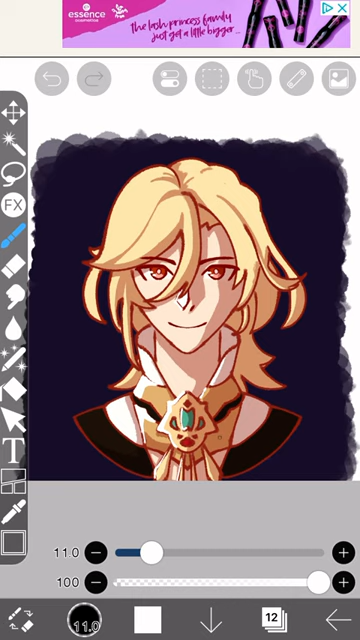 essence
the lash princess family
just got a little bigger...
FX
T
11.0
100
11.0
12